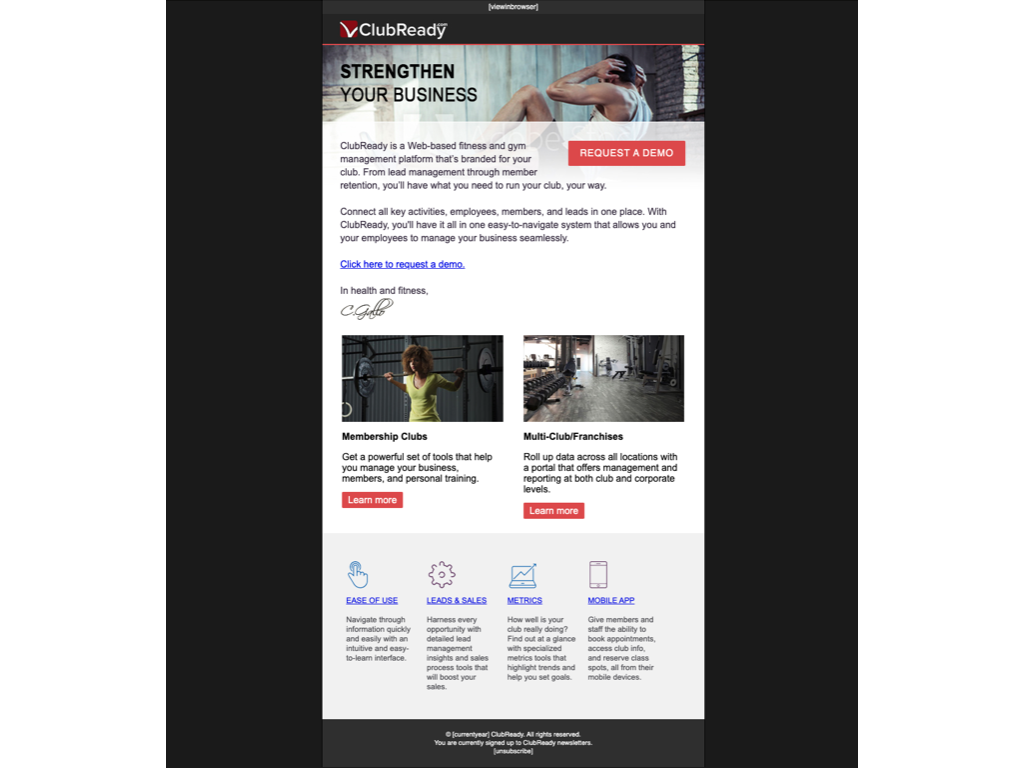 [viewinbrowser]
ClubReady.com
STRENGTHEN
YOUR BUSINESS
ClubReady is a Web-based fitness and gym
management platform that's branded for your
club. From lead management through member
retention, you'll have what you need to run your club, your way.
REQUEST A DEMO
Connect all key activities, employees, members, and leads in one place. With
ClubReady, you'll have it all in one easy-to-navigate system that allows you and
your employees to manage your business seamlessly.
Click here to request a demo.
In health and fitness,
C.Gallo
Membership Clubs
Get a powerful set of tools that help
you manage your business,
members, and personal training.
Learn more
Multi-Club/Franchises
Roll up data across all locations with
a portal that offers management and
reporting at both club and corporate
levels.
Learn more
EASE OF USE
Navigate through
information quickly
and easily with an
intuitive and easy-
to-learn interface.
LEADS & SALES
Harness every
opportunity with
detailed lead
management
insights and sales
process tools that
will boost your
sales.
METRICS
How well is your
club really doing?
Find out at a glance
with specialized
metrics tools that
highlight trends and
help you set goals.
MOBILE APP
Give members and
staff the ability to
book appointments,
access club info,
and reserve class
spots, all from their
mobile devices.
© [currentyear] ClubReady. All rights reserved.
You are currently signed up to ClubReady newsletters.
[unsubscribe]